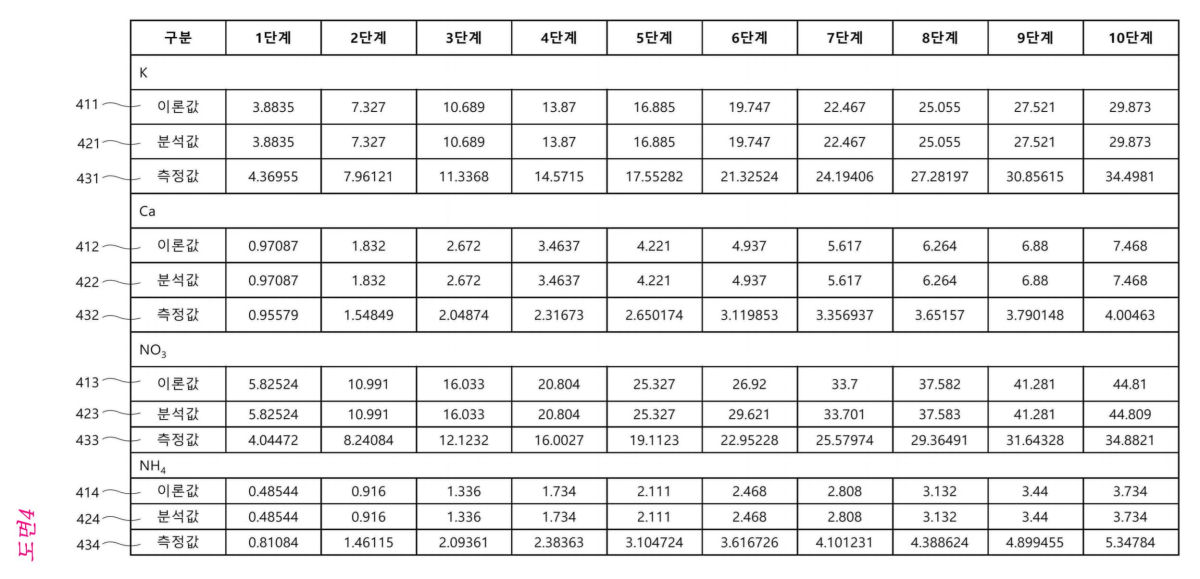 구분 1단계 2단계 3단계 4단계 5단계 6단계 7단계 8단계 9단계 10단계
K
411 이론값 3.8835 7.327 10.689 13.87 16.885 19.747 22.467 25.055 27.521 29.873
421 분석값 3.8835 7.327 10.689 13.87 16.885 19.747 22.467 25.055 27.521 29.873
431 측정값 4.36955 7.96121 11.3368 14.5715 17.55282 21.32524 24.19406 27.28197 30.85615 34.4981
Ca
412 이론값 0.97087 1.832 2.672 3.4637 4.221 4.937 5.617 6.264 6.88 7.468
422 분석값 0.97087 1.832 2.672 3.4637 4.221 4.937 5.617 6.264 6.88 7.468
432 측정값 0.95579 1.54849 2.04874 2.31673 2.650174 3.119853 3.356937 3.65157 3.790148 4.00463
NO₃
413 이론값 5.82524 10.991 16.033 20.804 25.327 26.92 33.7 37.582 41.281 44.81
423 분석값 5.82524 10.991 16.033 20.804 25.327 29.621 33.701 37.583 41.281 44.809
433 측정값 4.04472 8.24084 12.1232 16.0027 19.1123 22.95228 25.57974 29.36491 31.64328 34.8821
NH₄
414 이론값 0.48544 0.916 1.336 1.734 2.111 2.468 2.808 3.132 3.44 3.734
424 분석값 0.48544 0.916 1.336 1.734 2.111 2.468 2.808 3.132 3.44 3.734
434 측정값 0.81084 1.46115 2.09361 2.38363 3.104724 3.616726 4.101231 4.388624 4.899455 5.34784
도면4